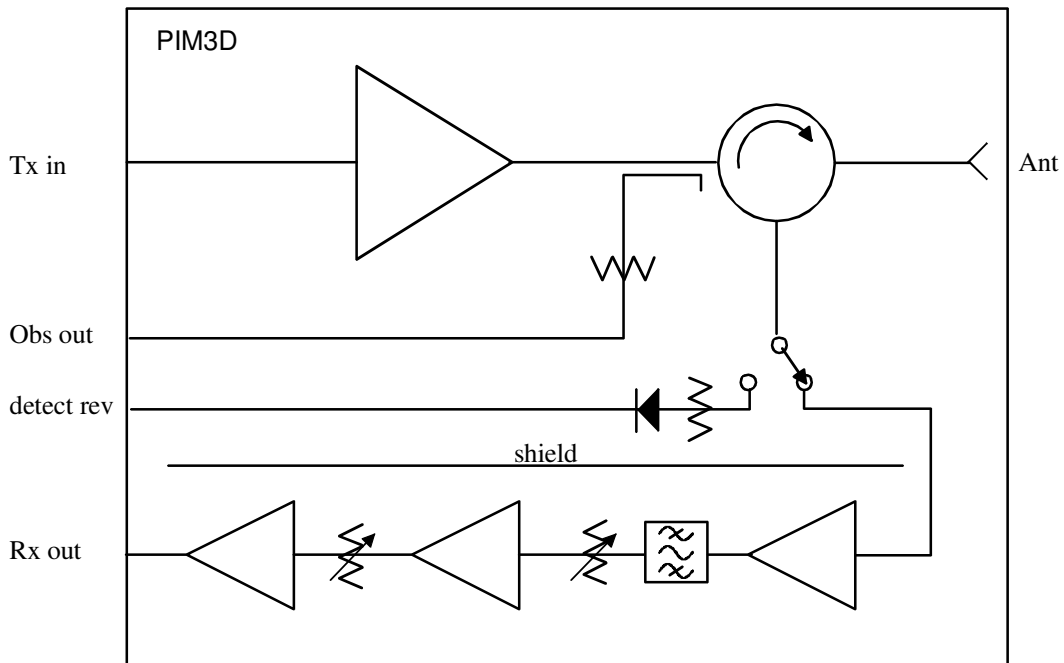 PIM3D
Tx in
Ant
Obs out
detect rev
shield
Rx out